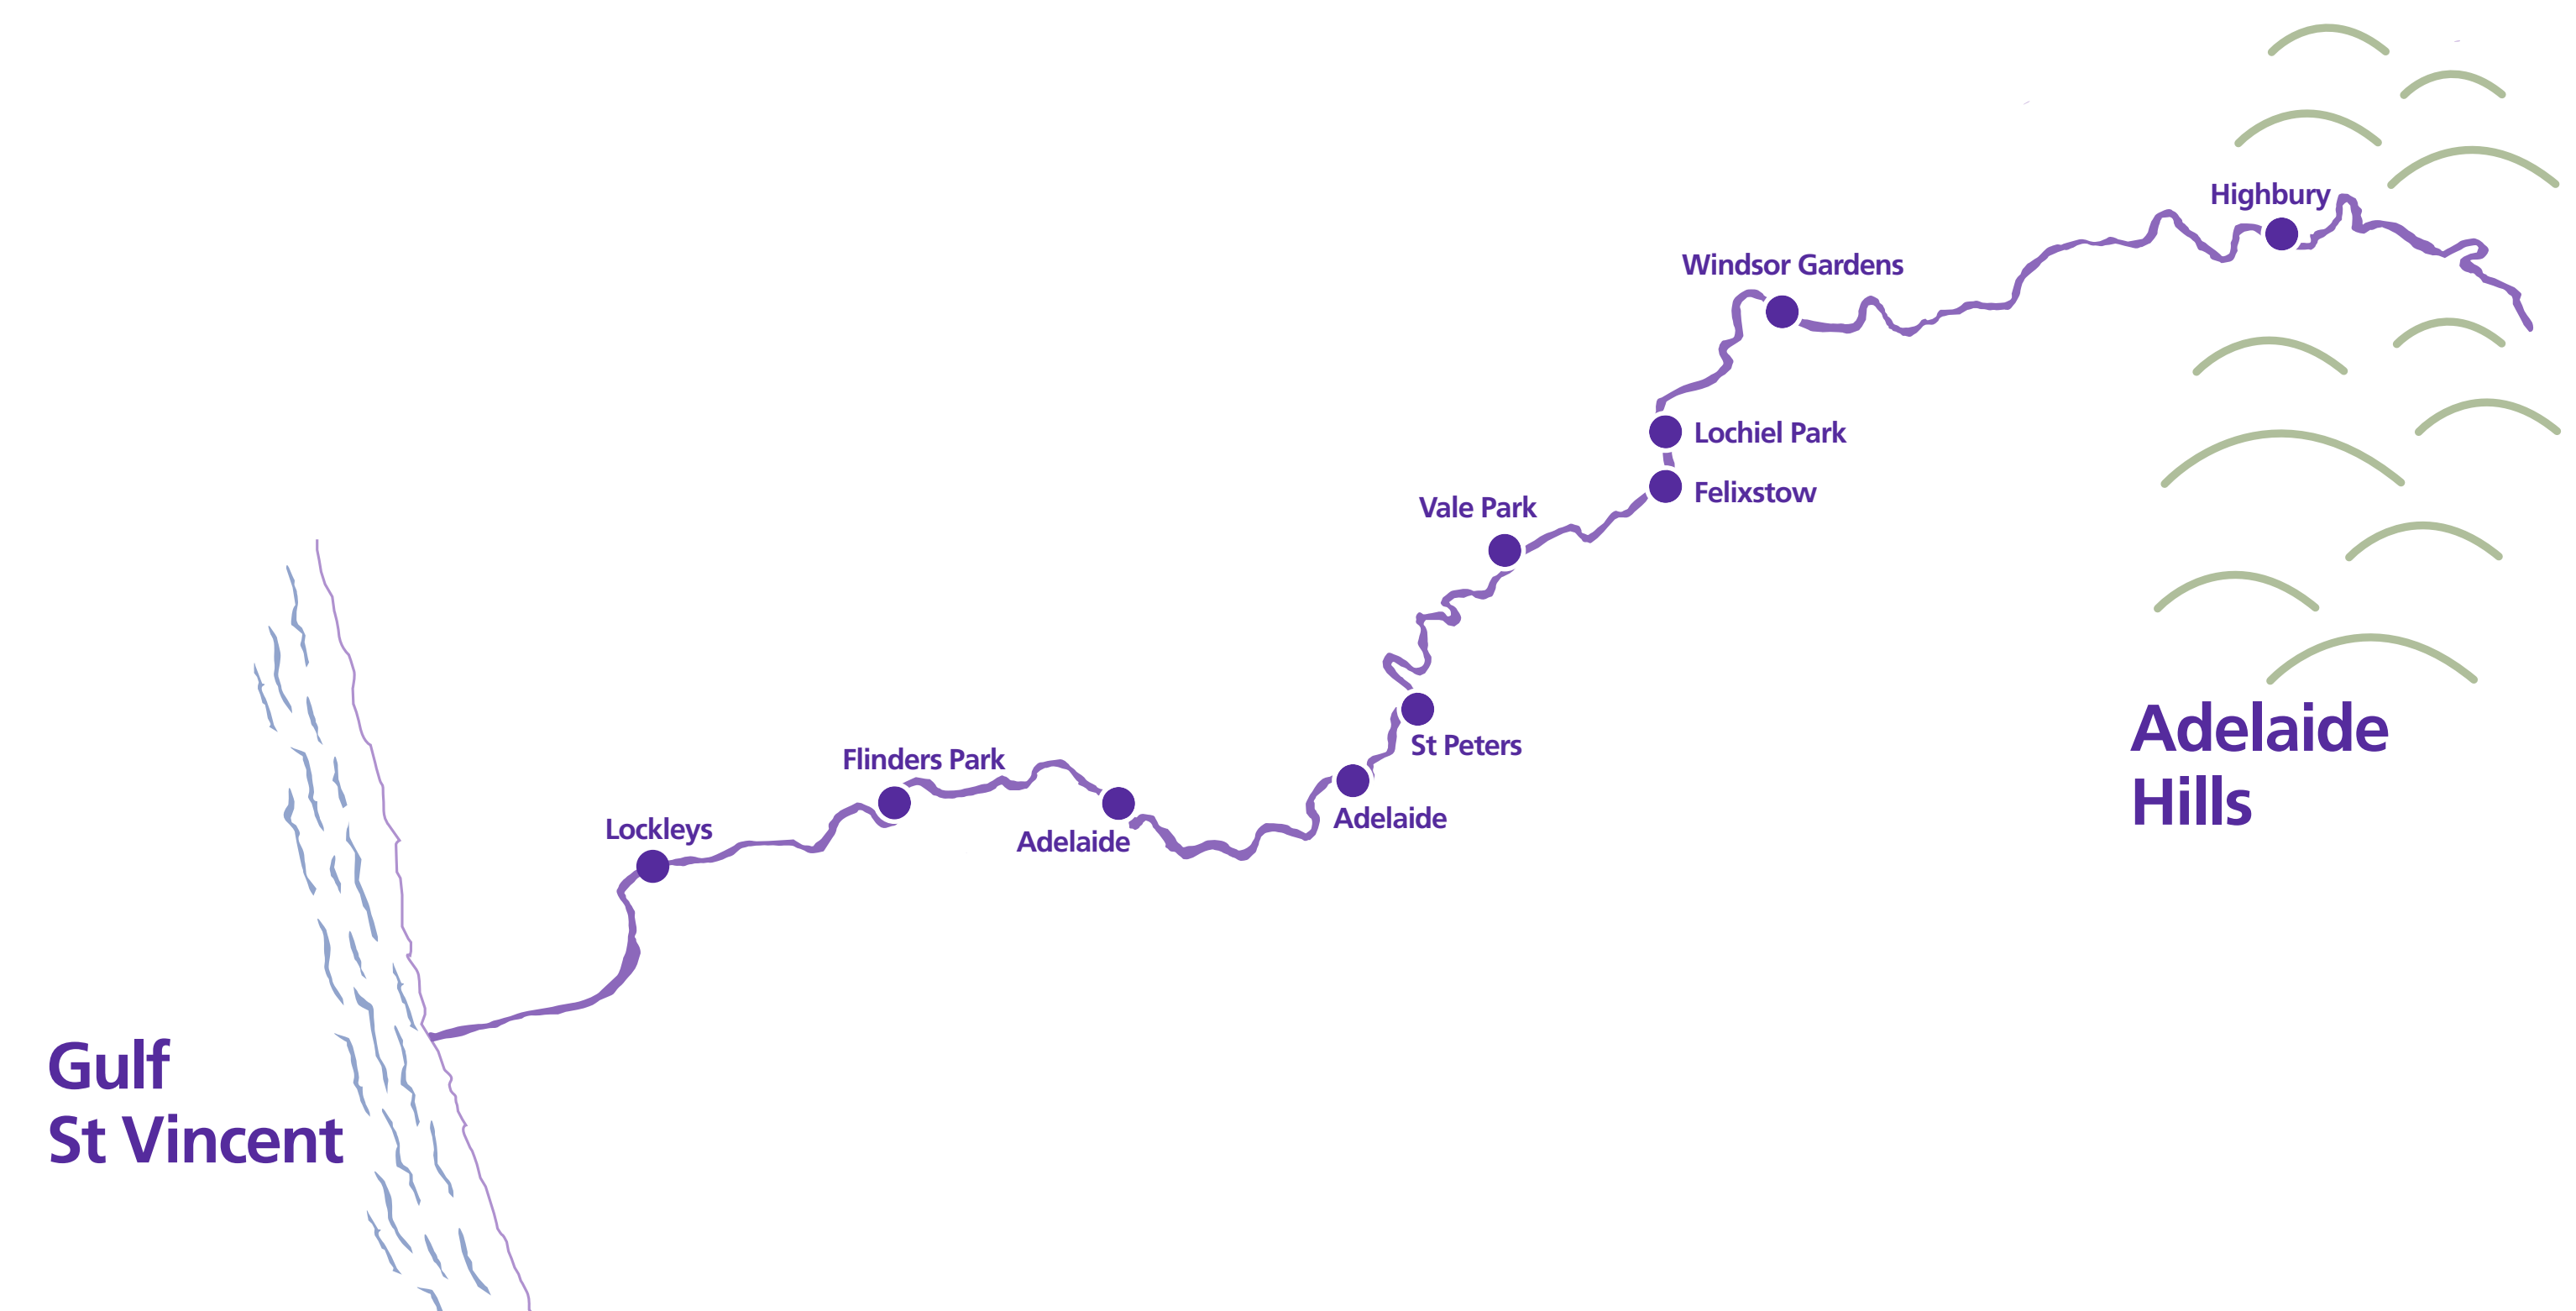 Highbury
Windsor Gardens
Lochiel Park
Felixstow
Vale Park
St Peters
Adelaide
Hills
Flinders Park
Adelaide
Lockleys
Adelaide
Gulf
St Vincent